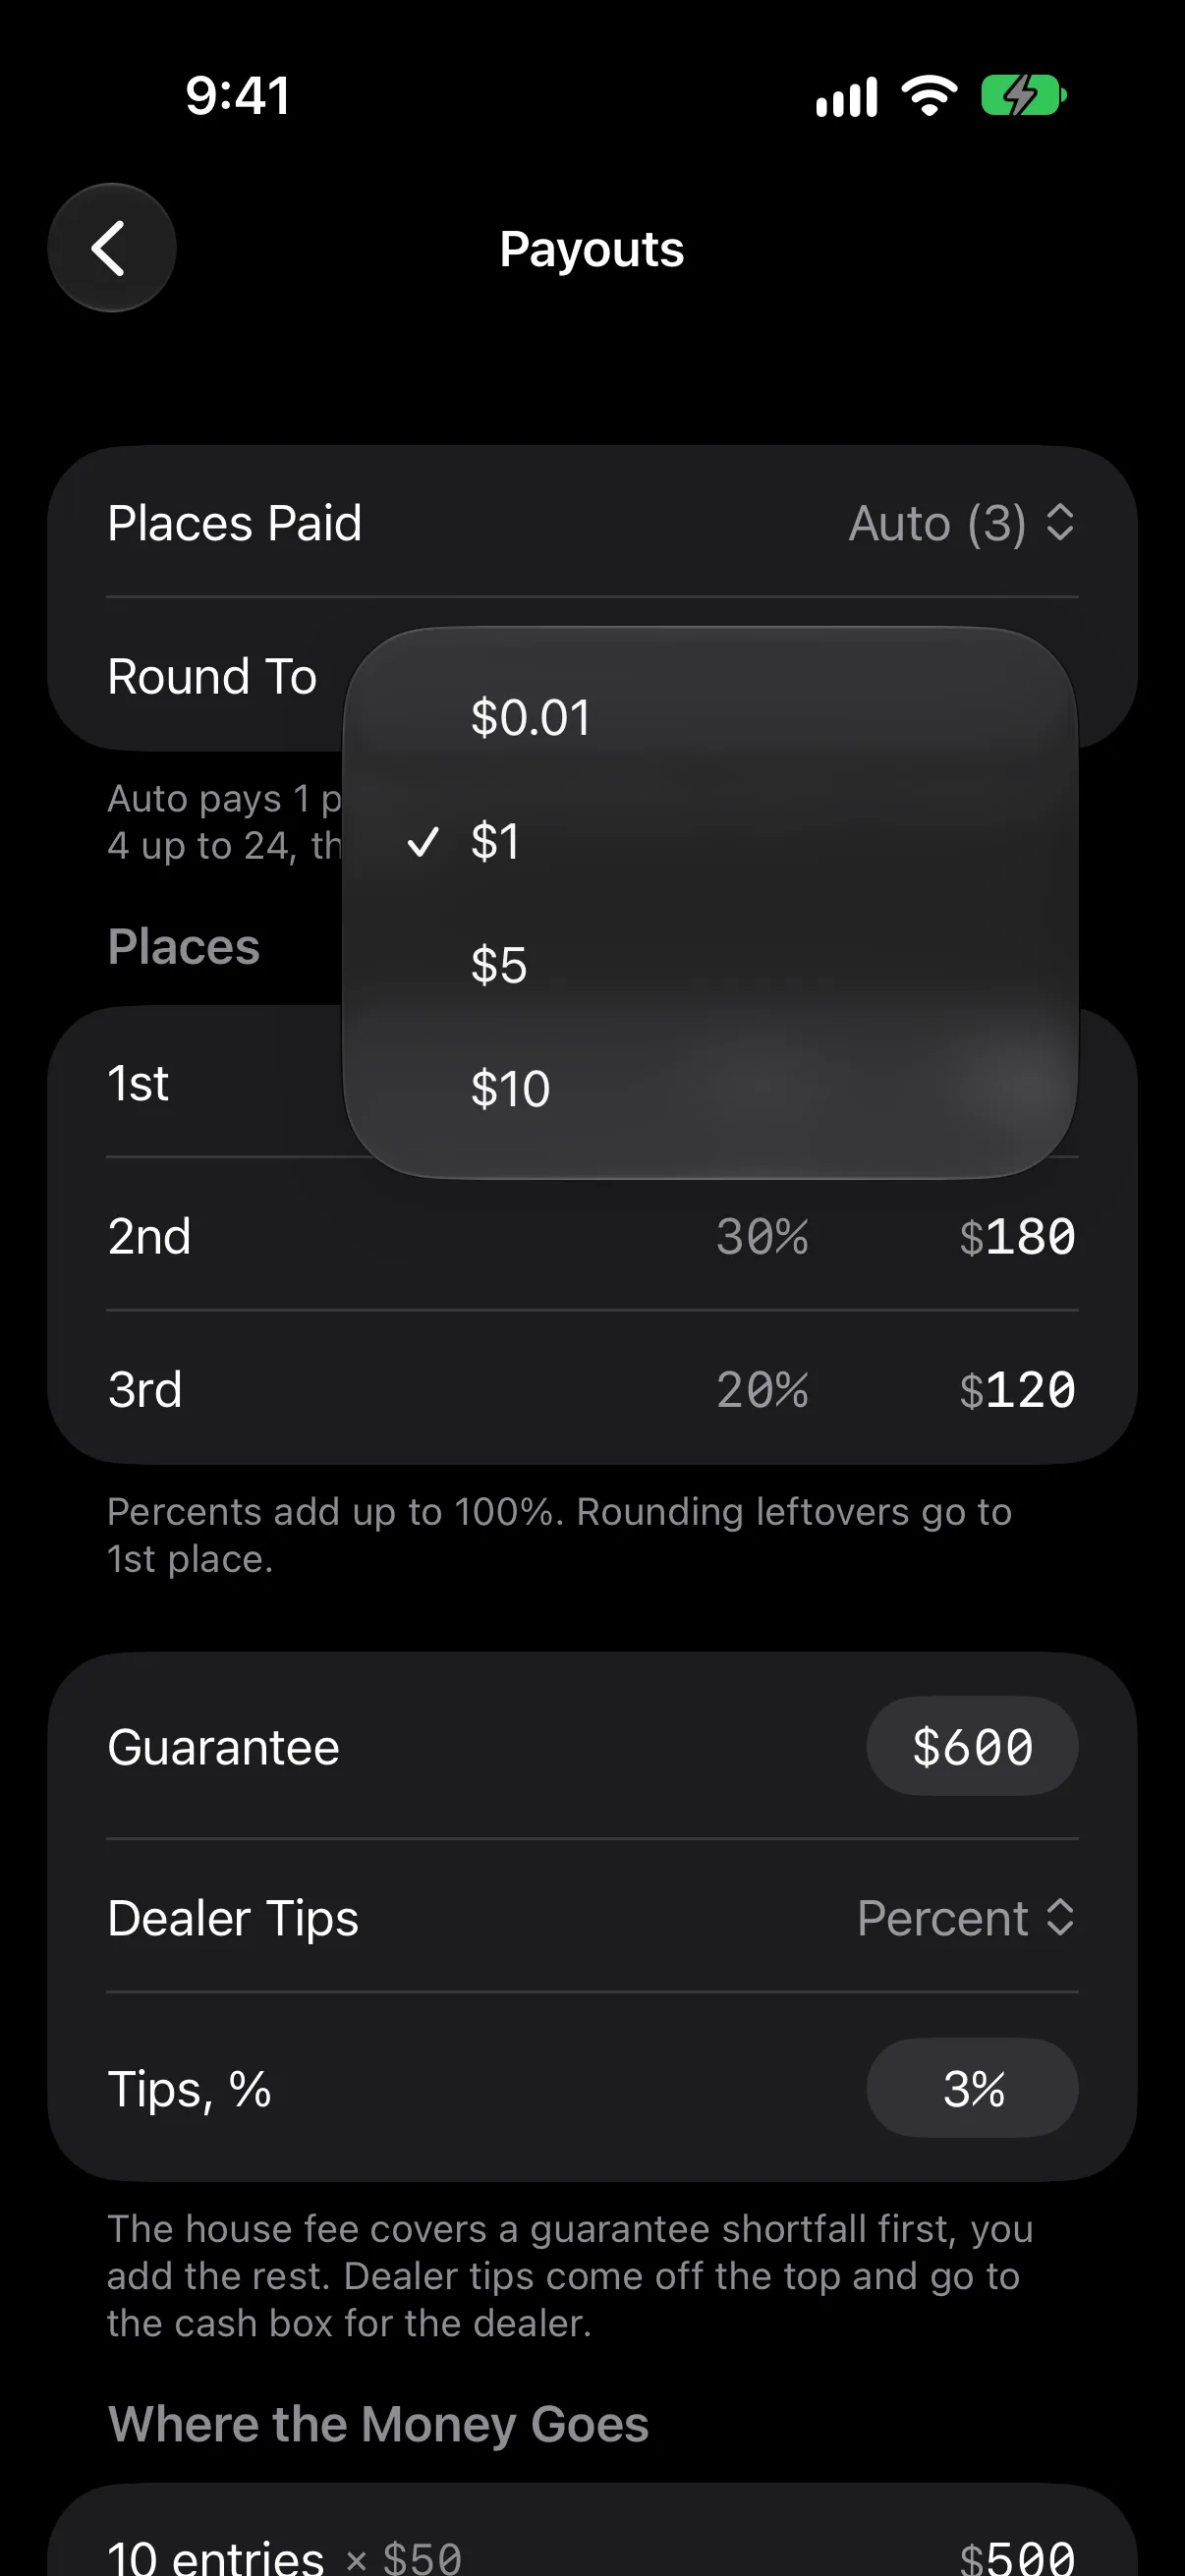 9:41
Payouts
Places Paid Auto (3)
Round To
$0.01
$1
$5
$10
Auto pays 1
4 up to 24,
Places
1st
2nd 30% $180
3rd 20% $120
Percents add up to 100%. Rounding leftovers go to
1st place.
Guarantee $600
Dealer Tips Percent
Tips, % 3%
The house fee covers a guarantee shortfall first, you
add the rest. Dealer tips come off the top and go to
the cash box for the dealer.
Where the Money Goes
10 entries × $50 $500